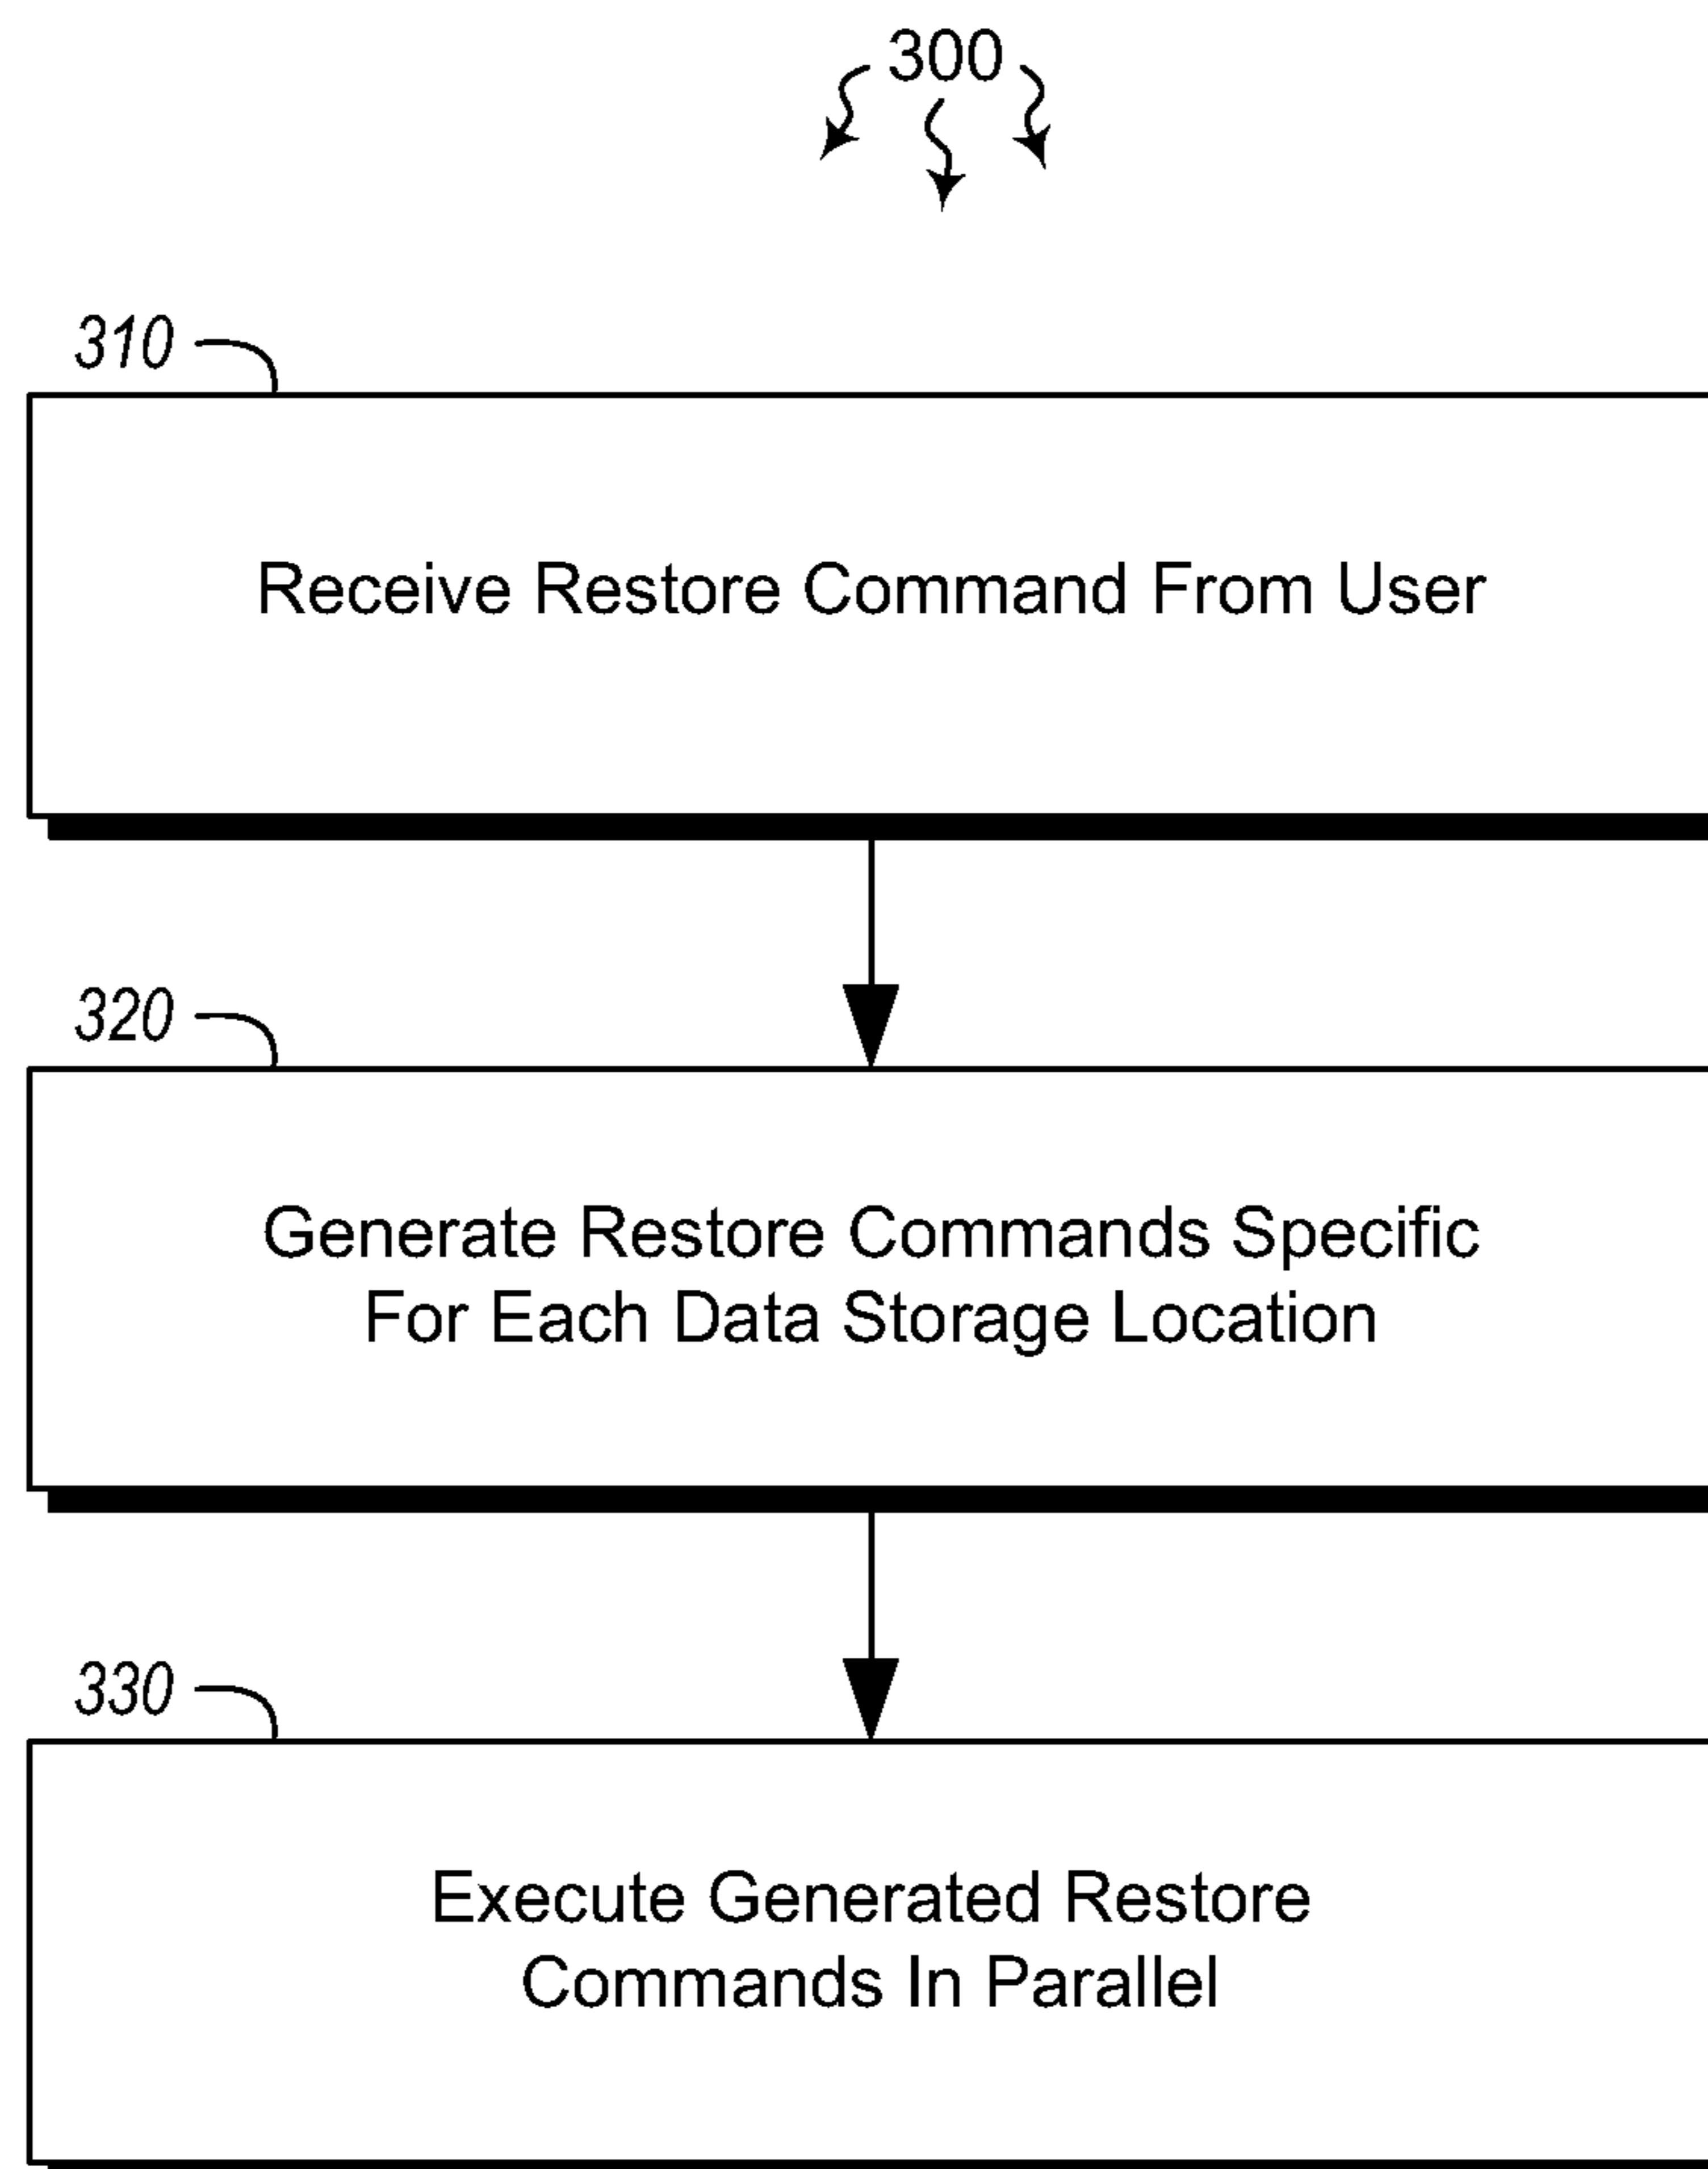 300
310
Receive Restore Command From User
320
Generate Restore Commands Specific
For Each Data Storage Location
330
Execute Generated Restore
Commands In Parallel